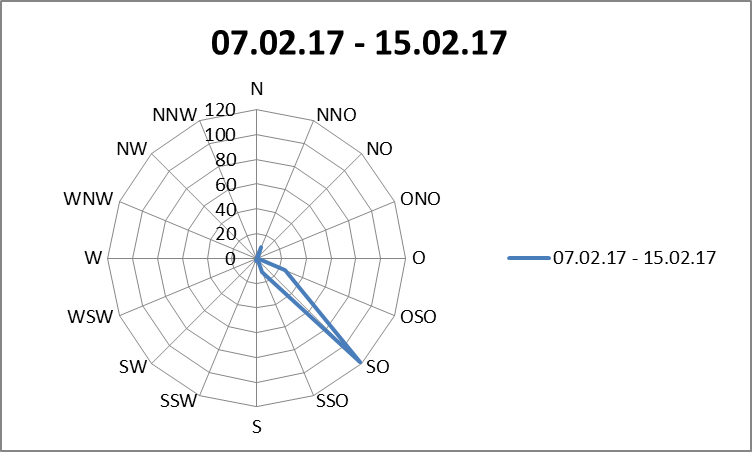 07.02.17 - 15.02.17
N
NNW
120
NNO
100
NW
80
NO
60
WNW
40
ONO
20
W
0
O
07.02.17 - 15.02.17
WSW
OSO
SW
SO
SSW
SSO
S